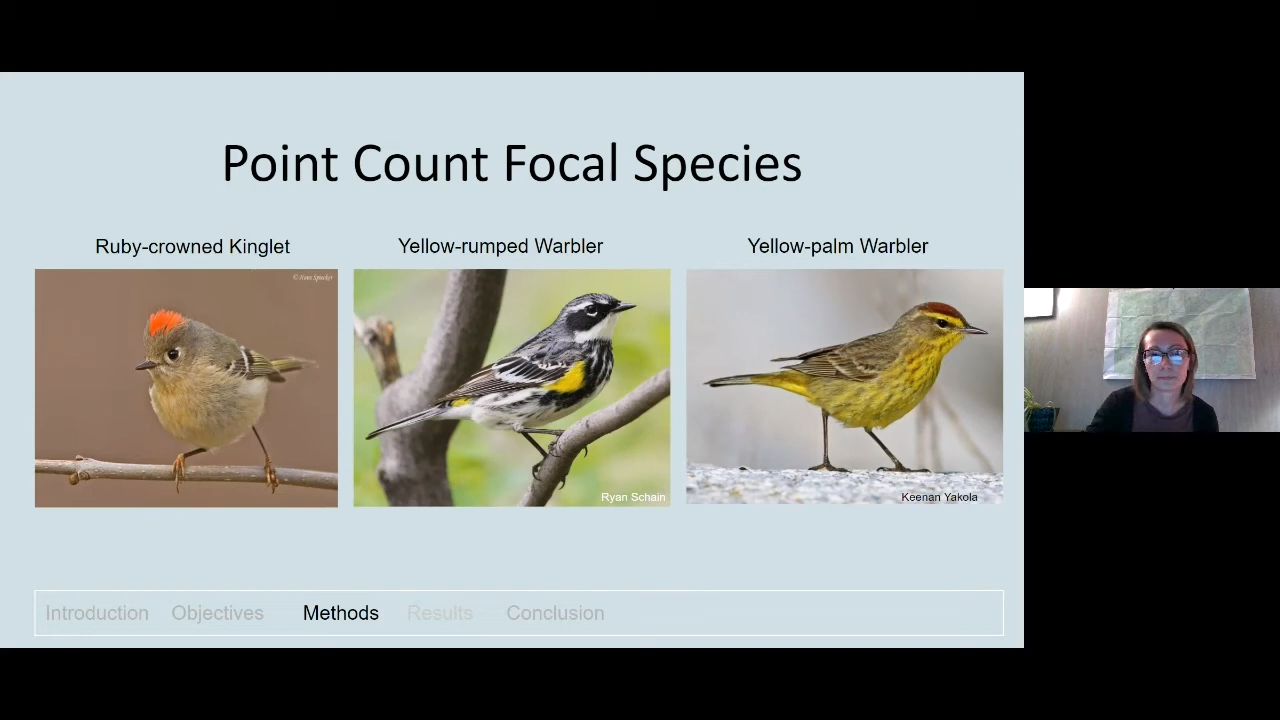 Point Count Focal Species
Ruby-crowned Kinglet
Yellow-rumped Warbler
Yellow-palm Warbler
Ryan Schain
Keenan Yakola
Introduction Objectives Methods Results Conclusion